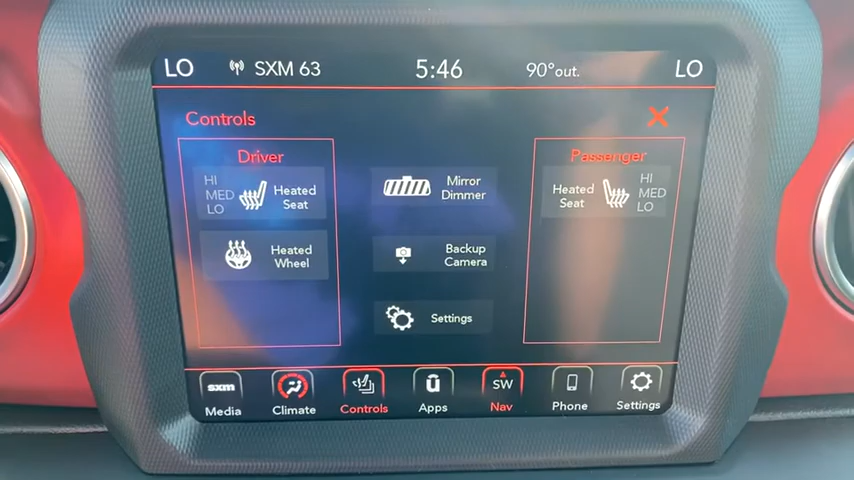 LO SXM 63 5:46 90°out. LO
Controls
Driver
Passenger
HI
MED
LO
Heated
Seat
Mirror
Dimmer
Heated
Seat
HI
MED
LO
Heated
Wheel
Backup
Camera
Settings
sxm
Media
Climate
Controls
U
Apps
SW
Nav
Phone
Settings